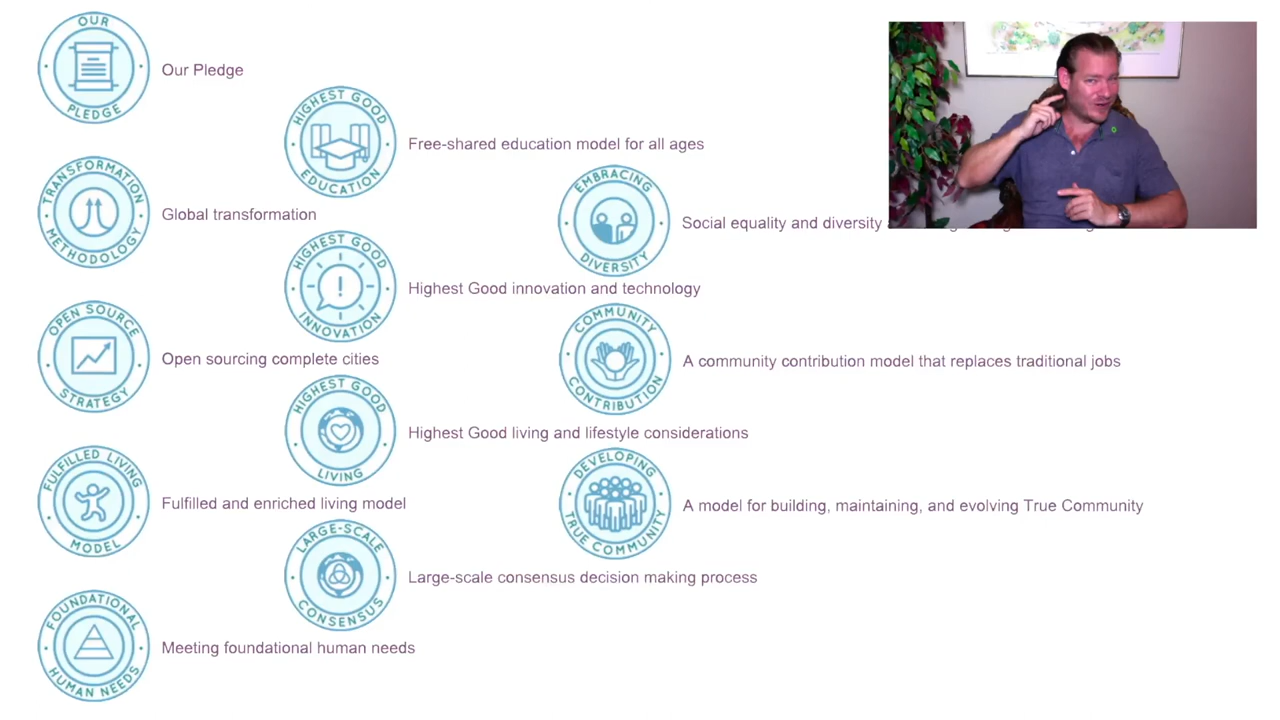 OUR PLEDGE
Our Pledge
HIGHEST GOOD EDUCATION
Free-shared education model for all ages
TRANSFORMATION METHODOLOGY
Global transformation
EMBRACING DIVERSITY
Social equality and diversity
HIGHEST GOOD INNOVATION
Highest Good innovation and technology
OPEN SOURCE STRATEGY
Open sourcing complete cities
COMMUNITY CONTRIBUTION
A community contribution model that replaces traditional jobs
HIGHEST GOOD LIVING
Highest Good living and lifestyle considerations
FULFILLED LIVING MODEL
Fulfilled and enriched living model
DEVELOPING TRUE COMMUNITY
A model for building, maintaining, and evolving True Community
LARGE-SCALE CONSENSUS
Large-scale consensus decision making process
FOUNDATIONAL HUMAN NEEDS
Meeting foundational human needs